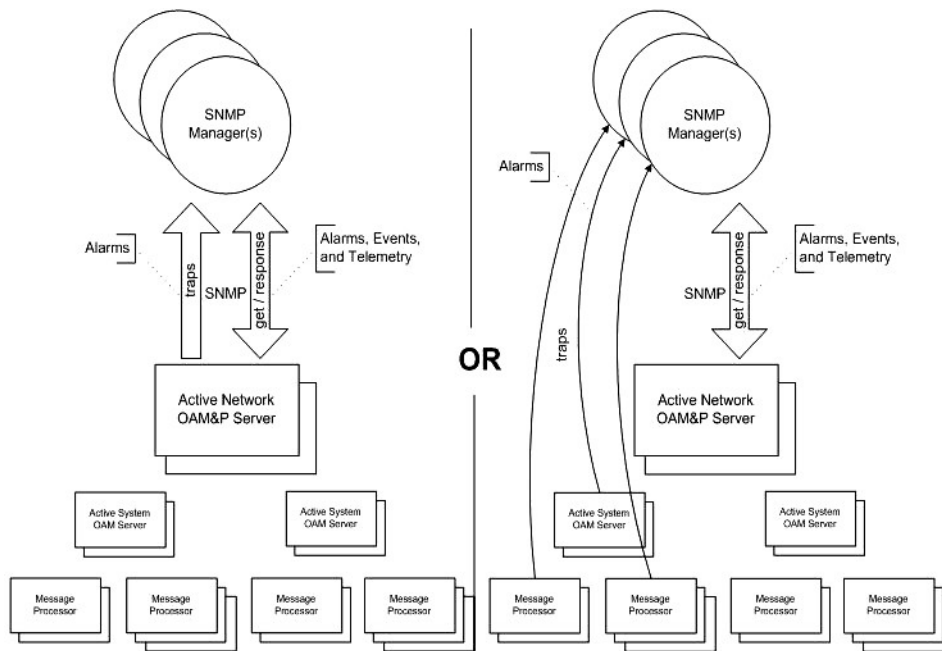 SNMP
Manager(s)
Alarms
traps
SNMP
get / response
Alarms, Events,
and Telemetry
Active Network
OAM&P Server
Active System
OAM Server
Active System
OAM Server
Message
Processor
Message
Processor
Message
Processor
Message
Processor
OR
SNMP
Manager(s)
Alarms
traps
SNMP
get / response
Alarms, Events,
and Telemetry
Active Network
OAM&P Server
Active System
OAM Server
Active System
OAM Server
Message
Processor
Message
Processor
Message
Processor
Message
Processor